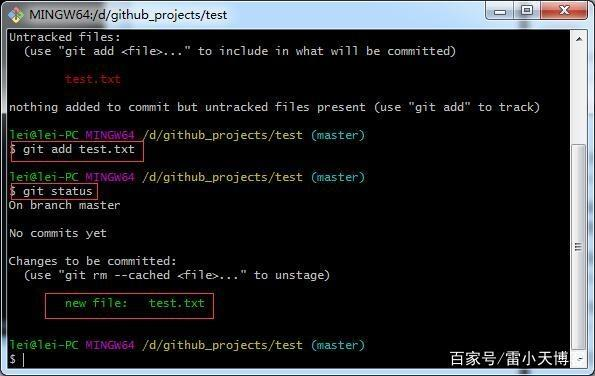 MINGW64:/d/github_projects/test
Untracked files:
(use "git add <file>..." to include in what will be committed)
test.txt
nothing added to commit but untracked files present (use "git add" to track)
lei@lei-PC MINGW64 /d/github_projects/test (master)
$ git add test.txt
lei@lei-PC MINGW64 /d/github_projects/test (master)
$ git status
On branch master
No commits yet
Changes to be committed:
(use "git rm --cached <file>..." to unstage)
new file:   test.txt
lei@lei-PC MINGW64 /d/github_projects/test (master)
$
百家号/雷小天博